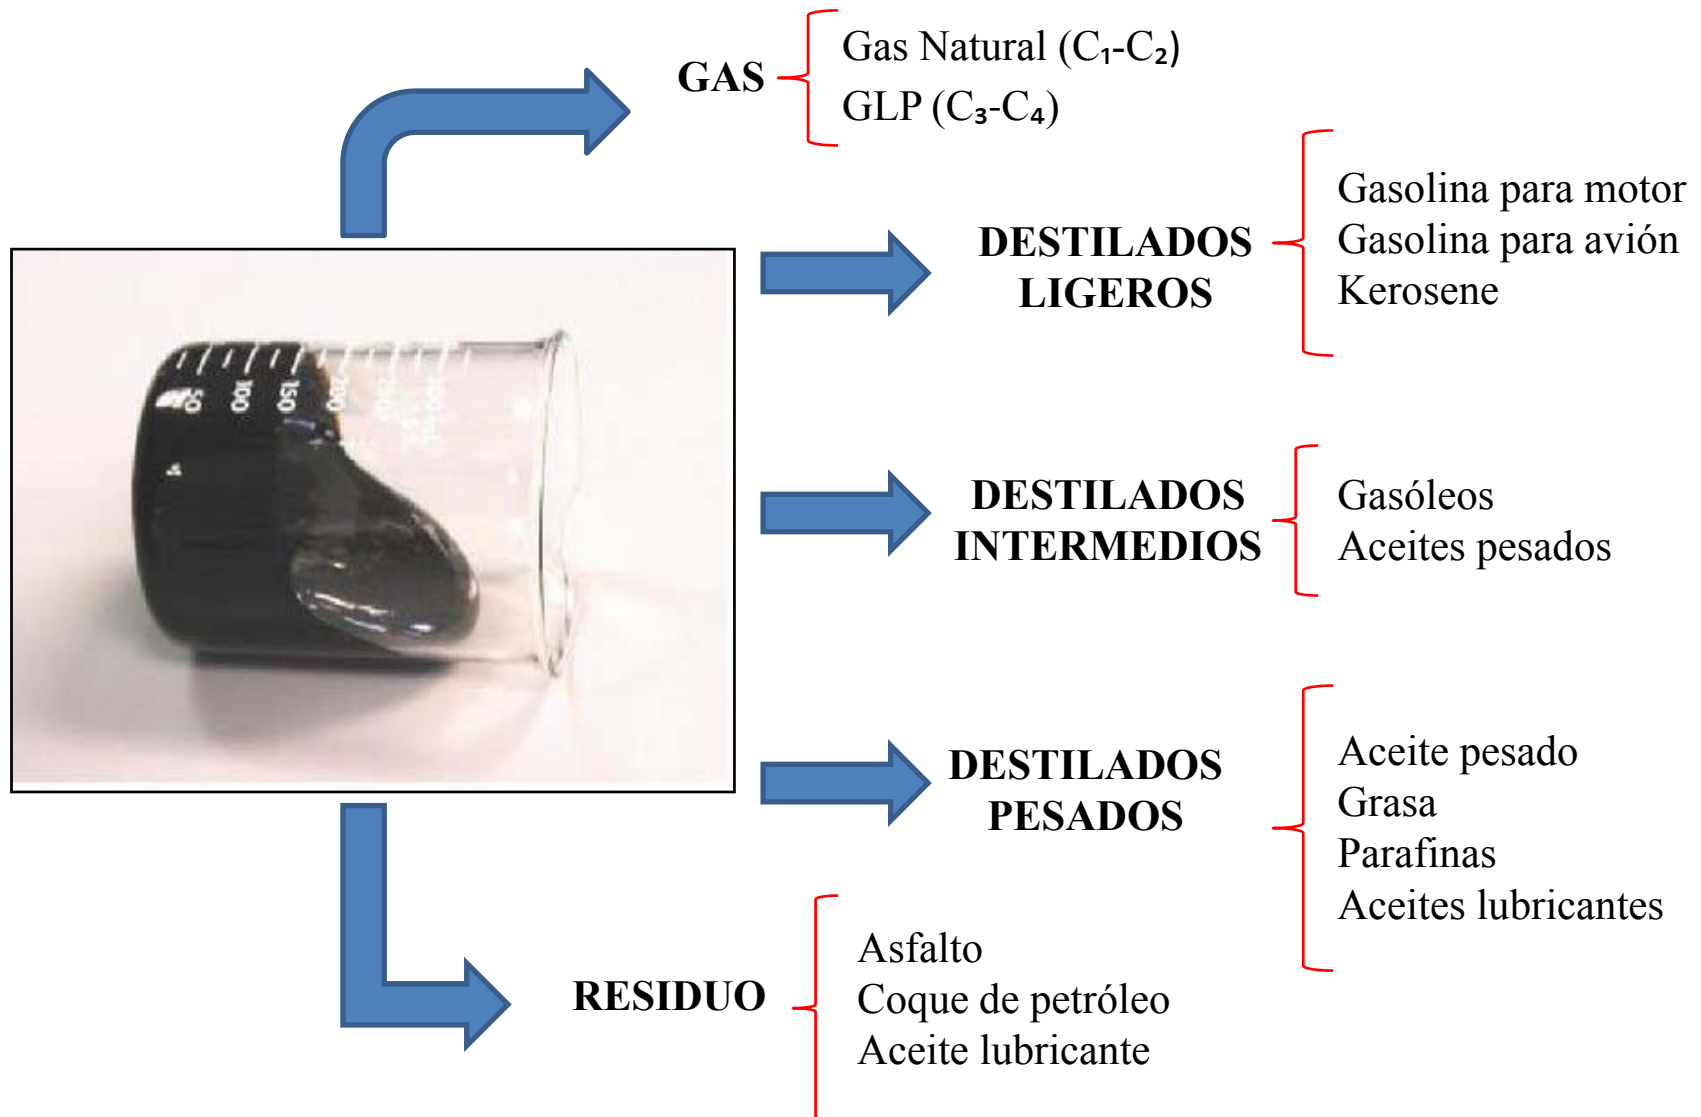 GAS
Gas Natural (C₁-C₂)
GLP (C₃-C₄)
DESTILADOS
LIGEROS
Gasolina para motor
Gasolina para avión
Kerosene
50
100
150
200
DESTILADOS
INTERMEDIOS
Gasóleos
Aceites pesados
DESTILADOS
PESADOS
Aceite pesado
Grasa
Parafinas
Aceites lubricantes
RESIDUO
Asfalto
Coque de petróleo
Aceite lubricante